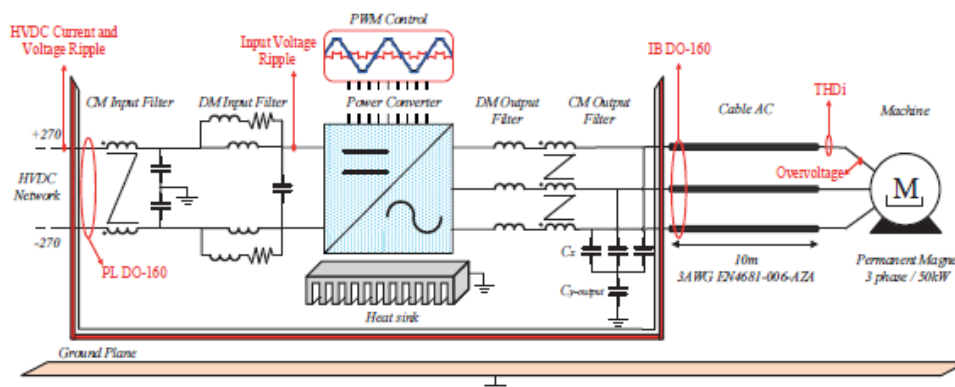 HVDC Current and
Voltage Ripple
Input Voltage
Ripple
PWM Control
IB DO-160
CM Input Filter
DM Input Filter
Power Converter
DM Output
Filter
CM Output
Filter
Cable AC
THDi
Machine
+270
HVDC
Network
-270
PL DO-160
Overvoltage
M
Cx
Cy-output
Heat sink
10m
3AWG EN4681-006-AZA
Permanent Magne
3 phase / 50kW
Ground Plane